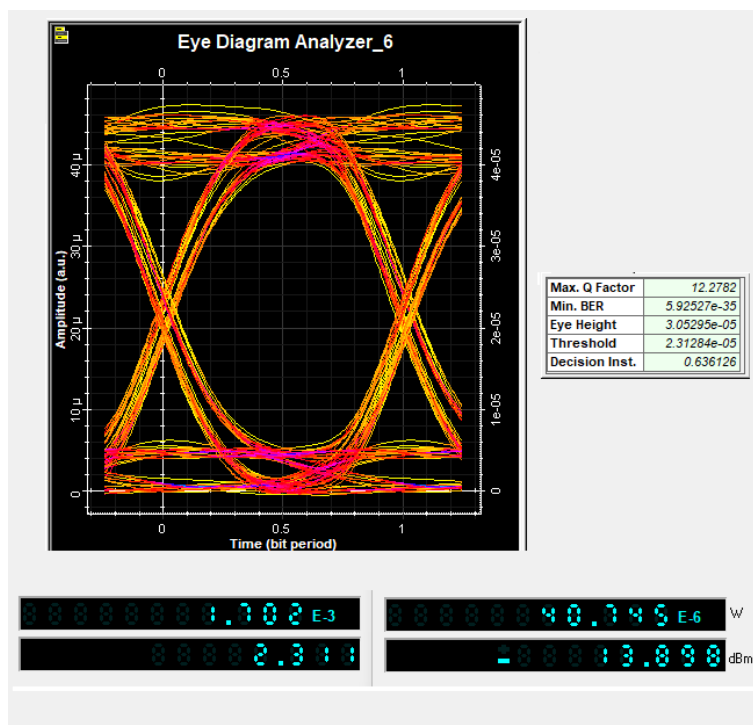 Eye Diagram Analyzer_6
0 0.5 1
Amplitude (a.u.)
0 10 µ 20 µ 30 µ 40 µ
0 1e-05 2e-05 3e-05 4e-05
0 0.5 1
Time (bit period)
Max. Q Factor 12.2782
Min. BER 5.92527e-35
Eye Height 3.05295e-05
Threshold 2.31284e-05
Decision Inst. 0.636126
1.702 E-3
2.311
40.745 E-6 W
-13.898 dBm